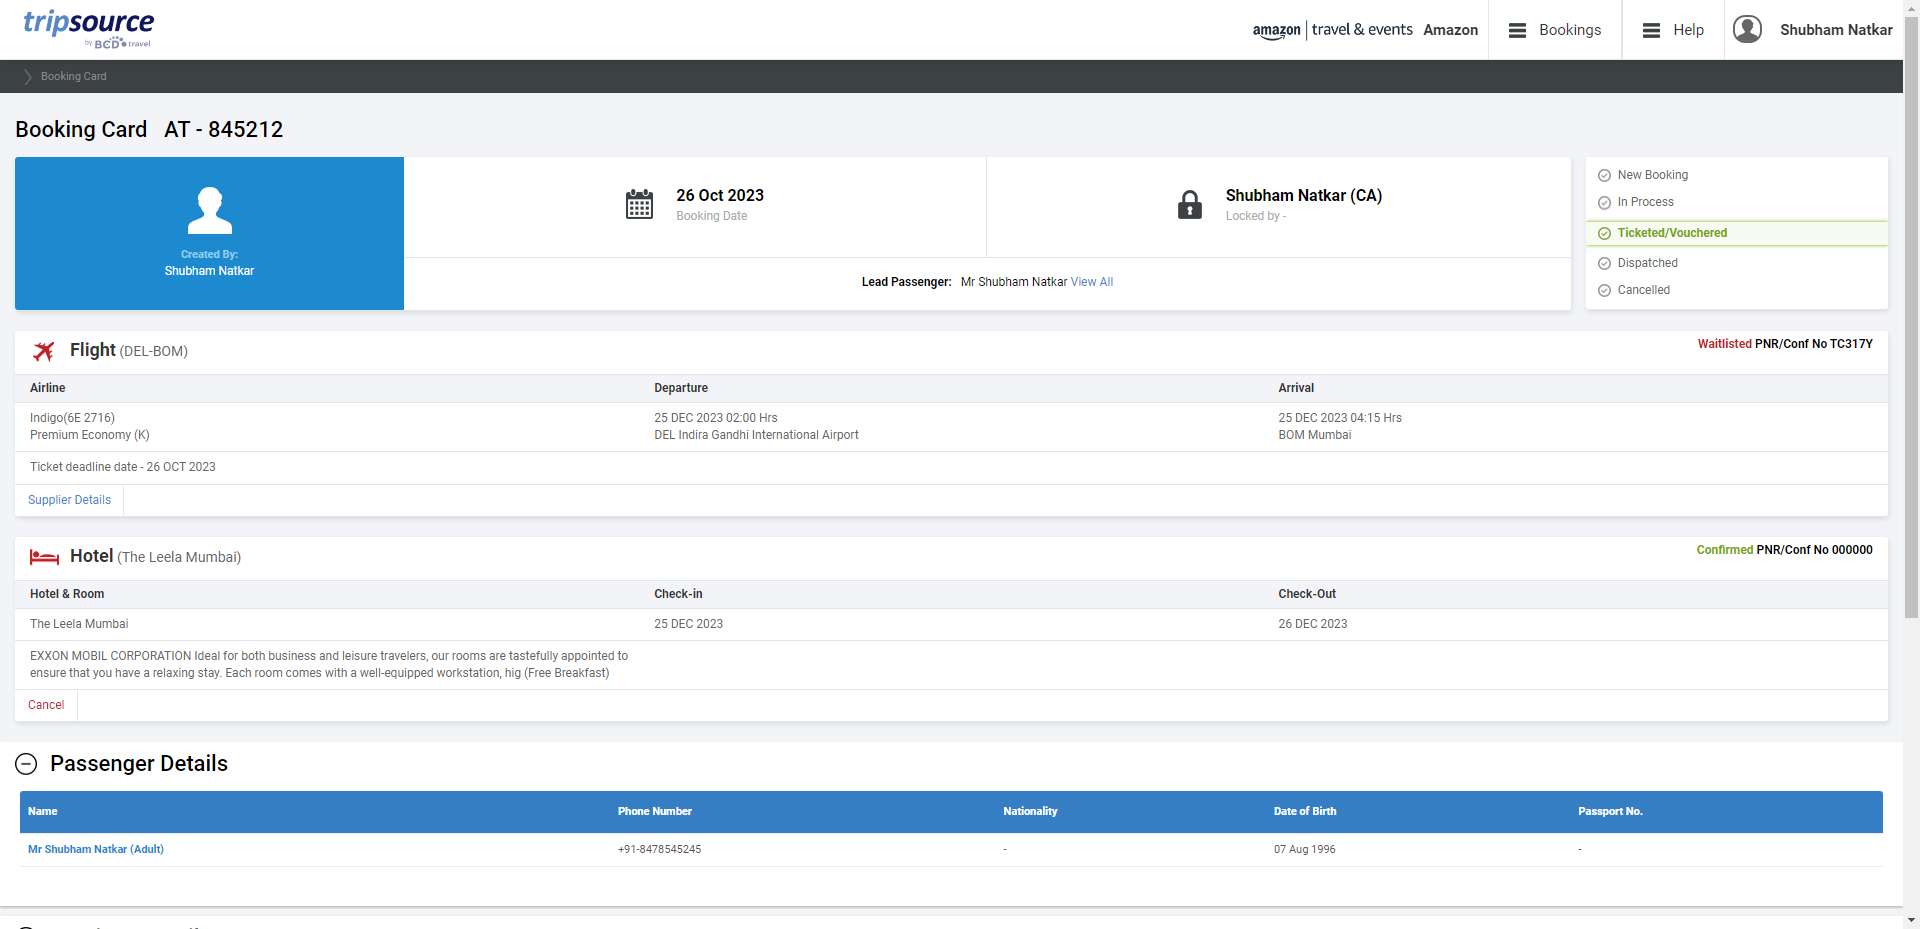 tripsource
by BCD travel
amazon | travel & events Amazon
Bookings
Help
Shubham Natkar
Booking Card
Booking Card AT - 845212
Created By:
Shubham Natkar
26 Oct 2023
Booking Date
Shubham Natkar (CA)
Locked by -
Lead Passenger: Mr Shubham Natkar View All
New Booking
In Process
Ticketed/Vouchered
Dispatched
Cancelled
Flight (DEL-BOM)
Waitlisted PNR/Conf No TC317Y
Airline Departure Arrival
Indigo(6E 2716) 25 DEC 2023 02:00 Hrs 25 DEC 2023 04:15 Hrs
Premium Economy (K) DEL Indira Gandhi International Airport BOM Mumbai
Ticket deadline date - 26 OCT 2023
Supplier Details
Hotel (The Leela Mumbai)
Confirmed PNR/Conf No 000000
Hotel & Room Check-in Check-Out
The Leela Mumbai 25 DEC 2023 26 DEC 2023
EXXON MOBIL CORPORATION Ideal for both business and leisure travelers, our rooms are tastefully appointed to
ensure that you have a relaxing stay. Each room comes with a well-equipped workstation, hig (Free Breakfast)
Cancel
Passenger Details
Name Phone Number Nationality Date of Birth Passport No.
Mr Shubham Natkar (Adult) +91-8478545245 - 07 Aug 1996 -